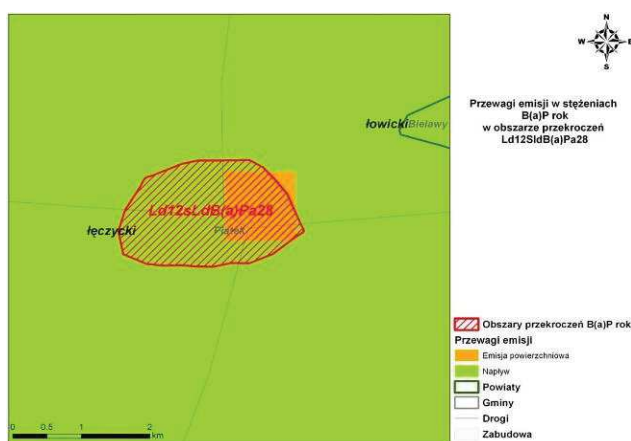 N
W E
S
Przewagi emisji w stężeniach
B(a)P rok
w obszarze przekroczeń
Ld12SldB(a)Pa28
łowicki Bielawy
Ld12sLdB(a)Pa28
łęczycki Piątek
Obszary przekroczeń B(a)P rok
Przewagi emisji
Emisja powierzchniowa
Napływ
Powiaty
Gminy
Drogi
Zabudowa
0 0.5 1 2
km